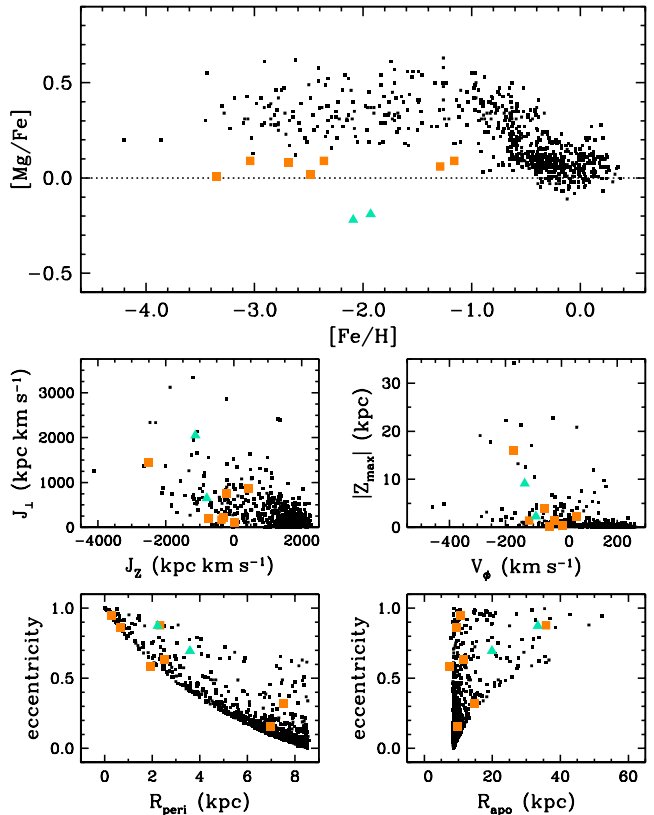 0.5
0.0
−0.5
[Mg/Fe]
−4.0 −3.0 −2.0 −1.0 0.0
[Fe/H]
3000
2000
1000
0
J⊥ (kpc km s⁻¹)
−4000 −2000 0 2000
J_Z (kpc km s⁻¹)
30
20
10
0
|Z_max| (kpc)
−400 −200 0 200
V_ϕ (km s⁻¹)
1.0
0.5
0.0
eccentricity
0 2 4 6 8
R_peri (kpc)
1.0
0.5
0.0
eccentricity
0 20 40 60
R_apo (kpc)